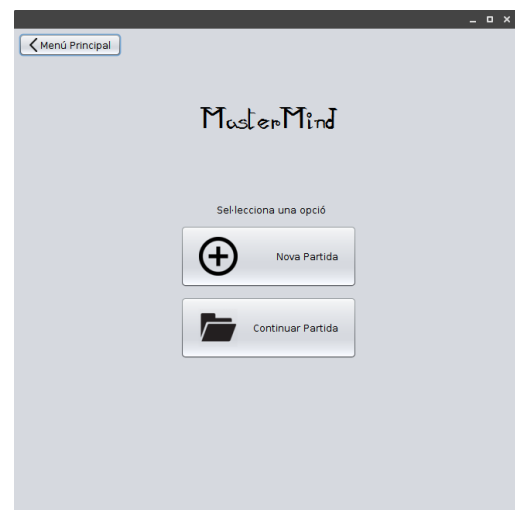 Menú Principal
MasterMind
Sel·lecciona una opció
Nova Partida
Continuar Partida